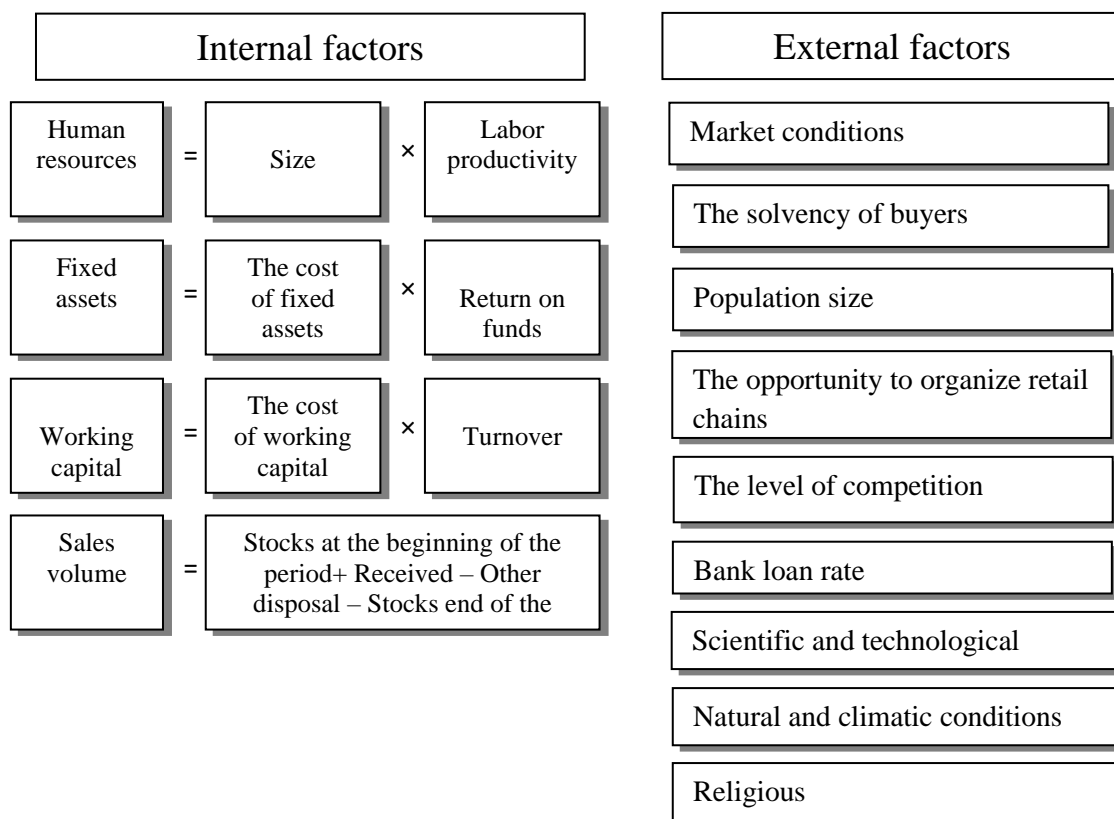 Internal factors
Human
resources
=
Size
×
Labor
productivity
Fixed
assets
=
The cost
of fixed
assets
×
Return on
funds
Working
capital
=
The cost
of working
capital
×
Turnover
Sales
volume
=
Stocks at the beginning of the
period+ Received – Other
disposal – Stocks end of the
External factors
Market conditions
The solvency of buyers
Population size
The opportunity to organize retail
chains
The level of competition
Bank loan rate
Scientific and technological
Natural and climatic conditions
Religious